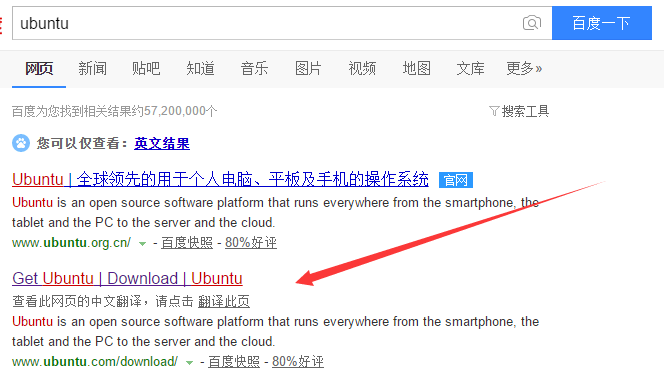 ubuntu
百度一下
网页 新闻 贴吧 知道 音乐 图片 视频 地图 文库 更多»
百度为您找到相关结果约57,200,000个
搜索工具
您可以仅查看：英文结果
Ubuntu | 全球领先的用于个人电脑、平板及手机的操作系统 官网
Ubuntu is an open source software platform that runs everywhere from the smartphone, the
tablet and the PC to the server and the cloud.
www.ubuntu.org.cn/ - 百度快照 - 80%好评
Get Ubuntu | Download | Ubuntu
查看此网页的中文翻译，请点击 翻译此页
Ubuntu is an open source software platform that runs everywhere from the smartphone, the
tablet and the PC to the server and the cloud.
www.ubuntu.com/download/ - 百度快照 - 80%好评